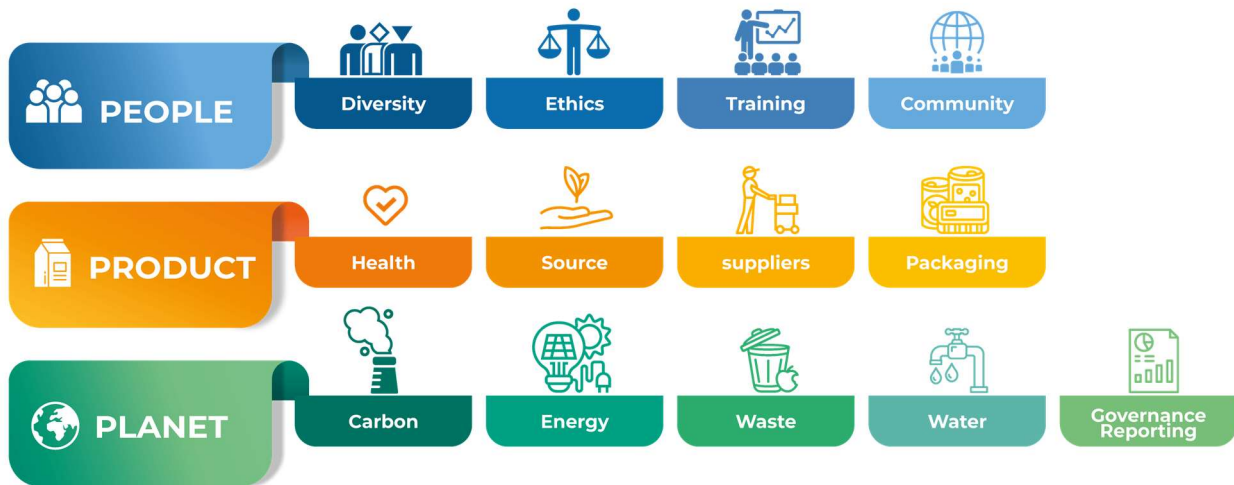 PEOPLE
Diversity
Ethics
Training
Community
PRODUCT
Health
Source
suppliers
Packaging
PLANET
Carbon
Energy
Waste
Water
Governance
Reporting